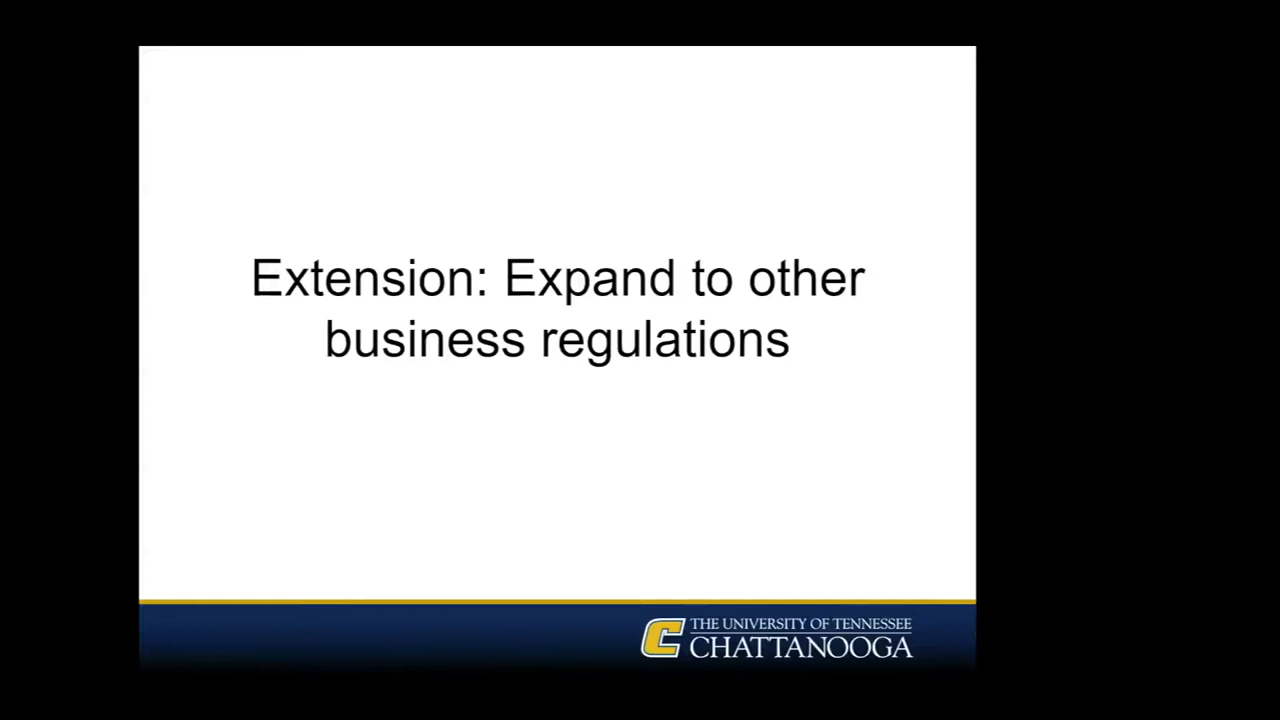 Extension: Expand to other
business regulations
C THE UNIVERSITY OF TENNESSEE
CHATTANOOGA